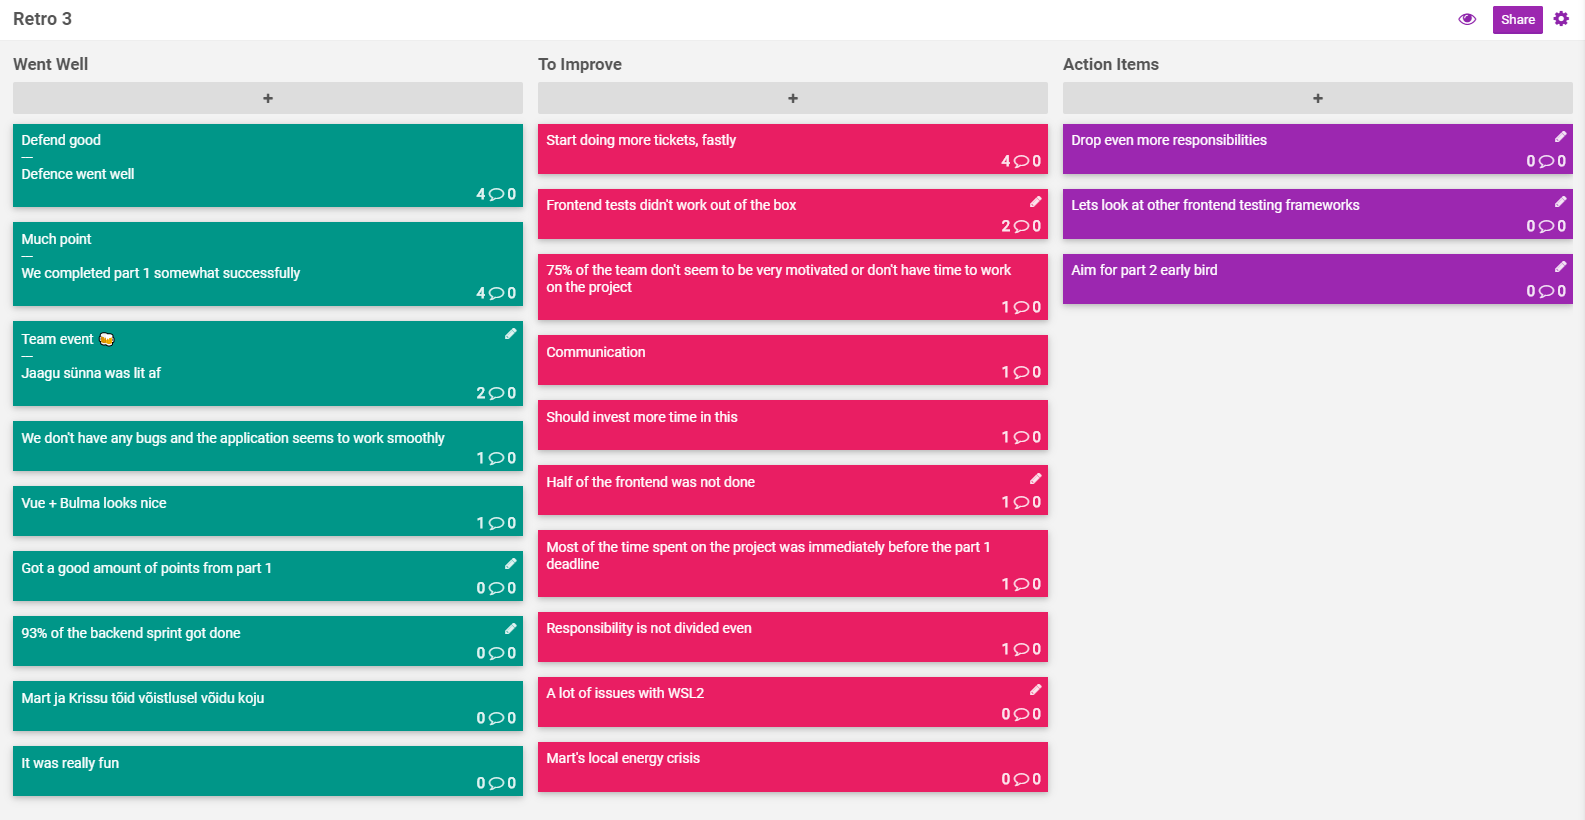 Retro 3
Share
Went Well
+
Defend good
—
Defence went well
4 0
Much point
—
We completed part 1 somewhat successfully
4 0
Team event 🍻
—
Jaagu sünna was lit af
2 0
We don't have any bugs and the application seems to work smoothly
1 0
Vue + Bulma looks nice
1 0
Got a good amount of points from part 1
0 0
93% of the backend sprint got done
0 0
Mart ja Krissu tõid võistlusel võidu koju
0 0
It was really fun
0 0
To Improve
+
Start doing more tickets, fastly
4 0
Frontend tests didn't work out of the box
2 0
75% of the team don't seem to be very motivated or don't have time to work
on the project
1 0
Communication
1 0
Should invest more time in this
1 0
Half of the frontend was not done
1 0
Most of the time spent on the project was immediately before the part 1
deadline
1 0
Responsibility is not divided even
1 0
A lot of issues with WSL2
0 0
Mart's local energy crisis
0 0
Action Items
+
Drop even more responsibilities
0 0
Lets look at other frontend testing frameworks
0 0
Aim for part 2 early bird
0 0